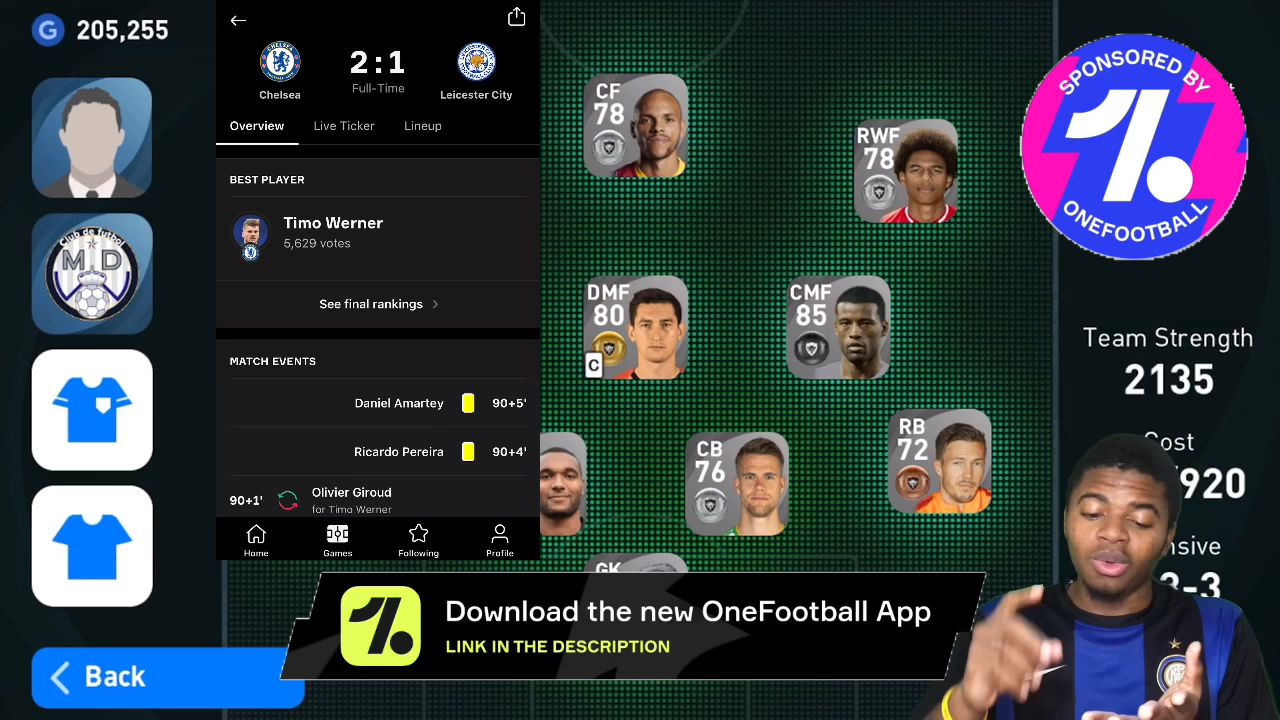 G 205,255
←
CHELSEA
2:1
Full-Time
Chelsea
Leicester City
Overview
Live Ticker
Lineup
BEST PLAYER
Timo Werner
5,629 votes
See final rankings >
MATCH EVENTS
Daniel Amartey 90+5'
Ricardo Pereira 90+4'
90+1' Olivier Giroud
for Timo Werner
Home
Games
Following
Profile
Club de futbol
M D
CF
78
RWF
78
DMF
80
C
CMF
85
CB
76
RB
72
GK
SPONSORED BY
1.
ONEFOOTBALL
Team Strength
2135
Cost
/920
nsive
3-3
Download the new OneFootball App
LINK IN THE DESCRIPTION
Back